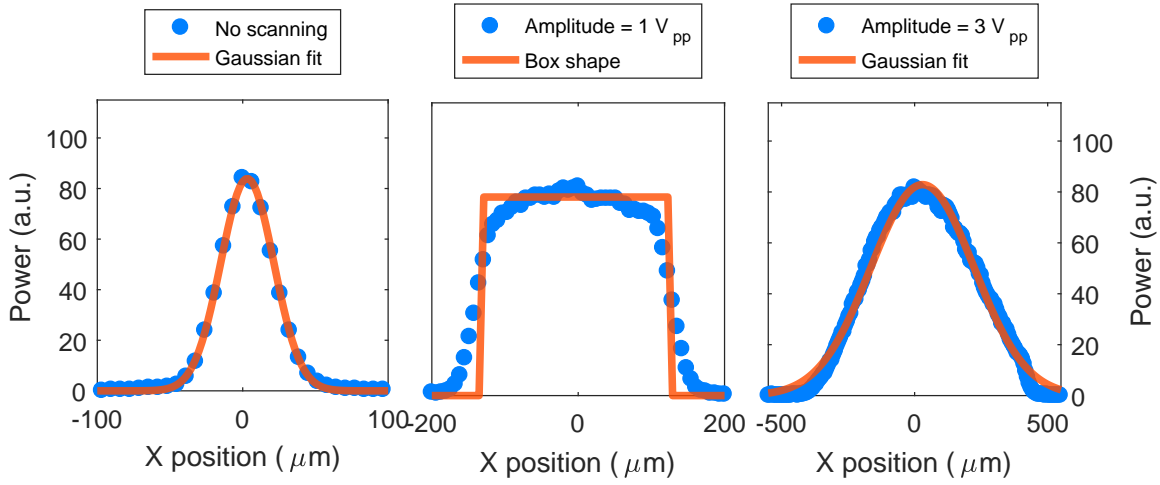 No scanning
Gaussian fit
Amplitude = 1 V pp
Box shape
Amplitude = 3 V pp
Gaussian fit
100
80
60
40
20
0
-100
0
100
X position ( μm)
Power (a.u.)
-200
0
200
X position ( μm)
100
80
60
40
20
0
-500
0
500
X position ( μm)
Power (a.u.)